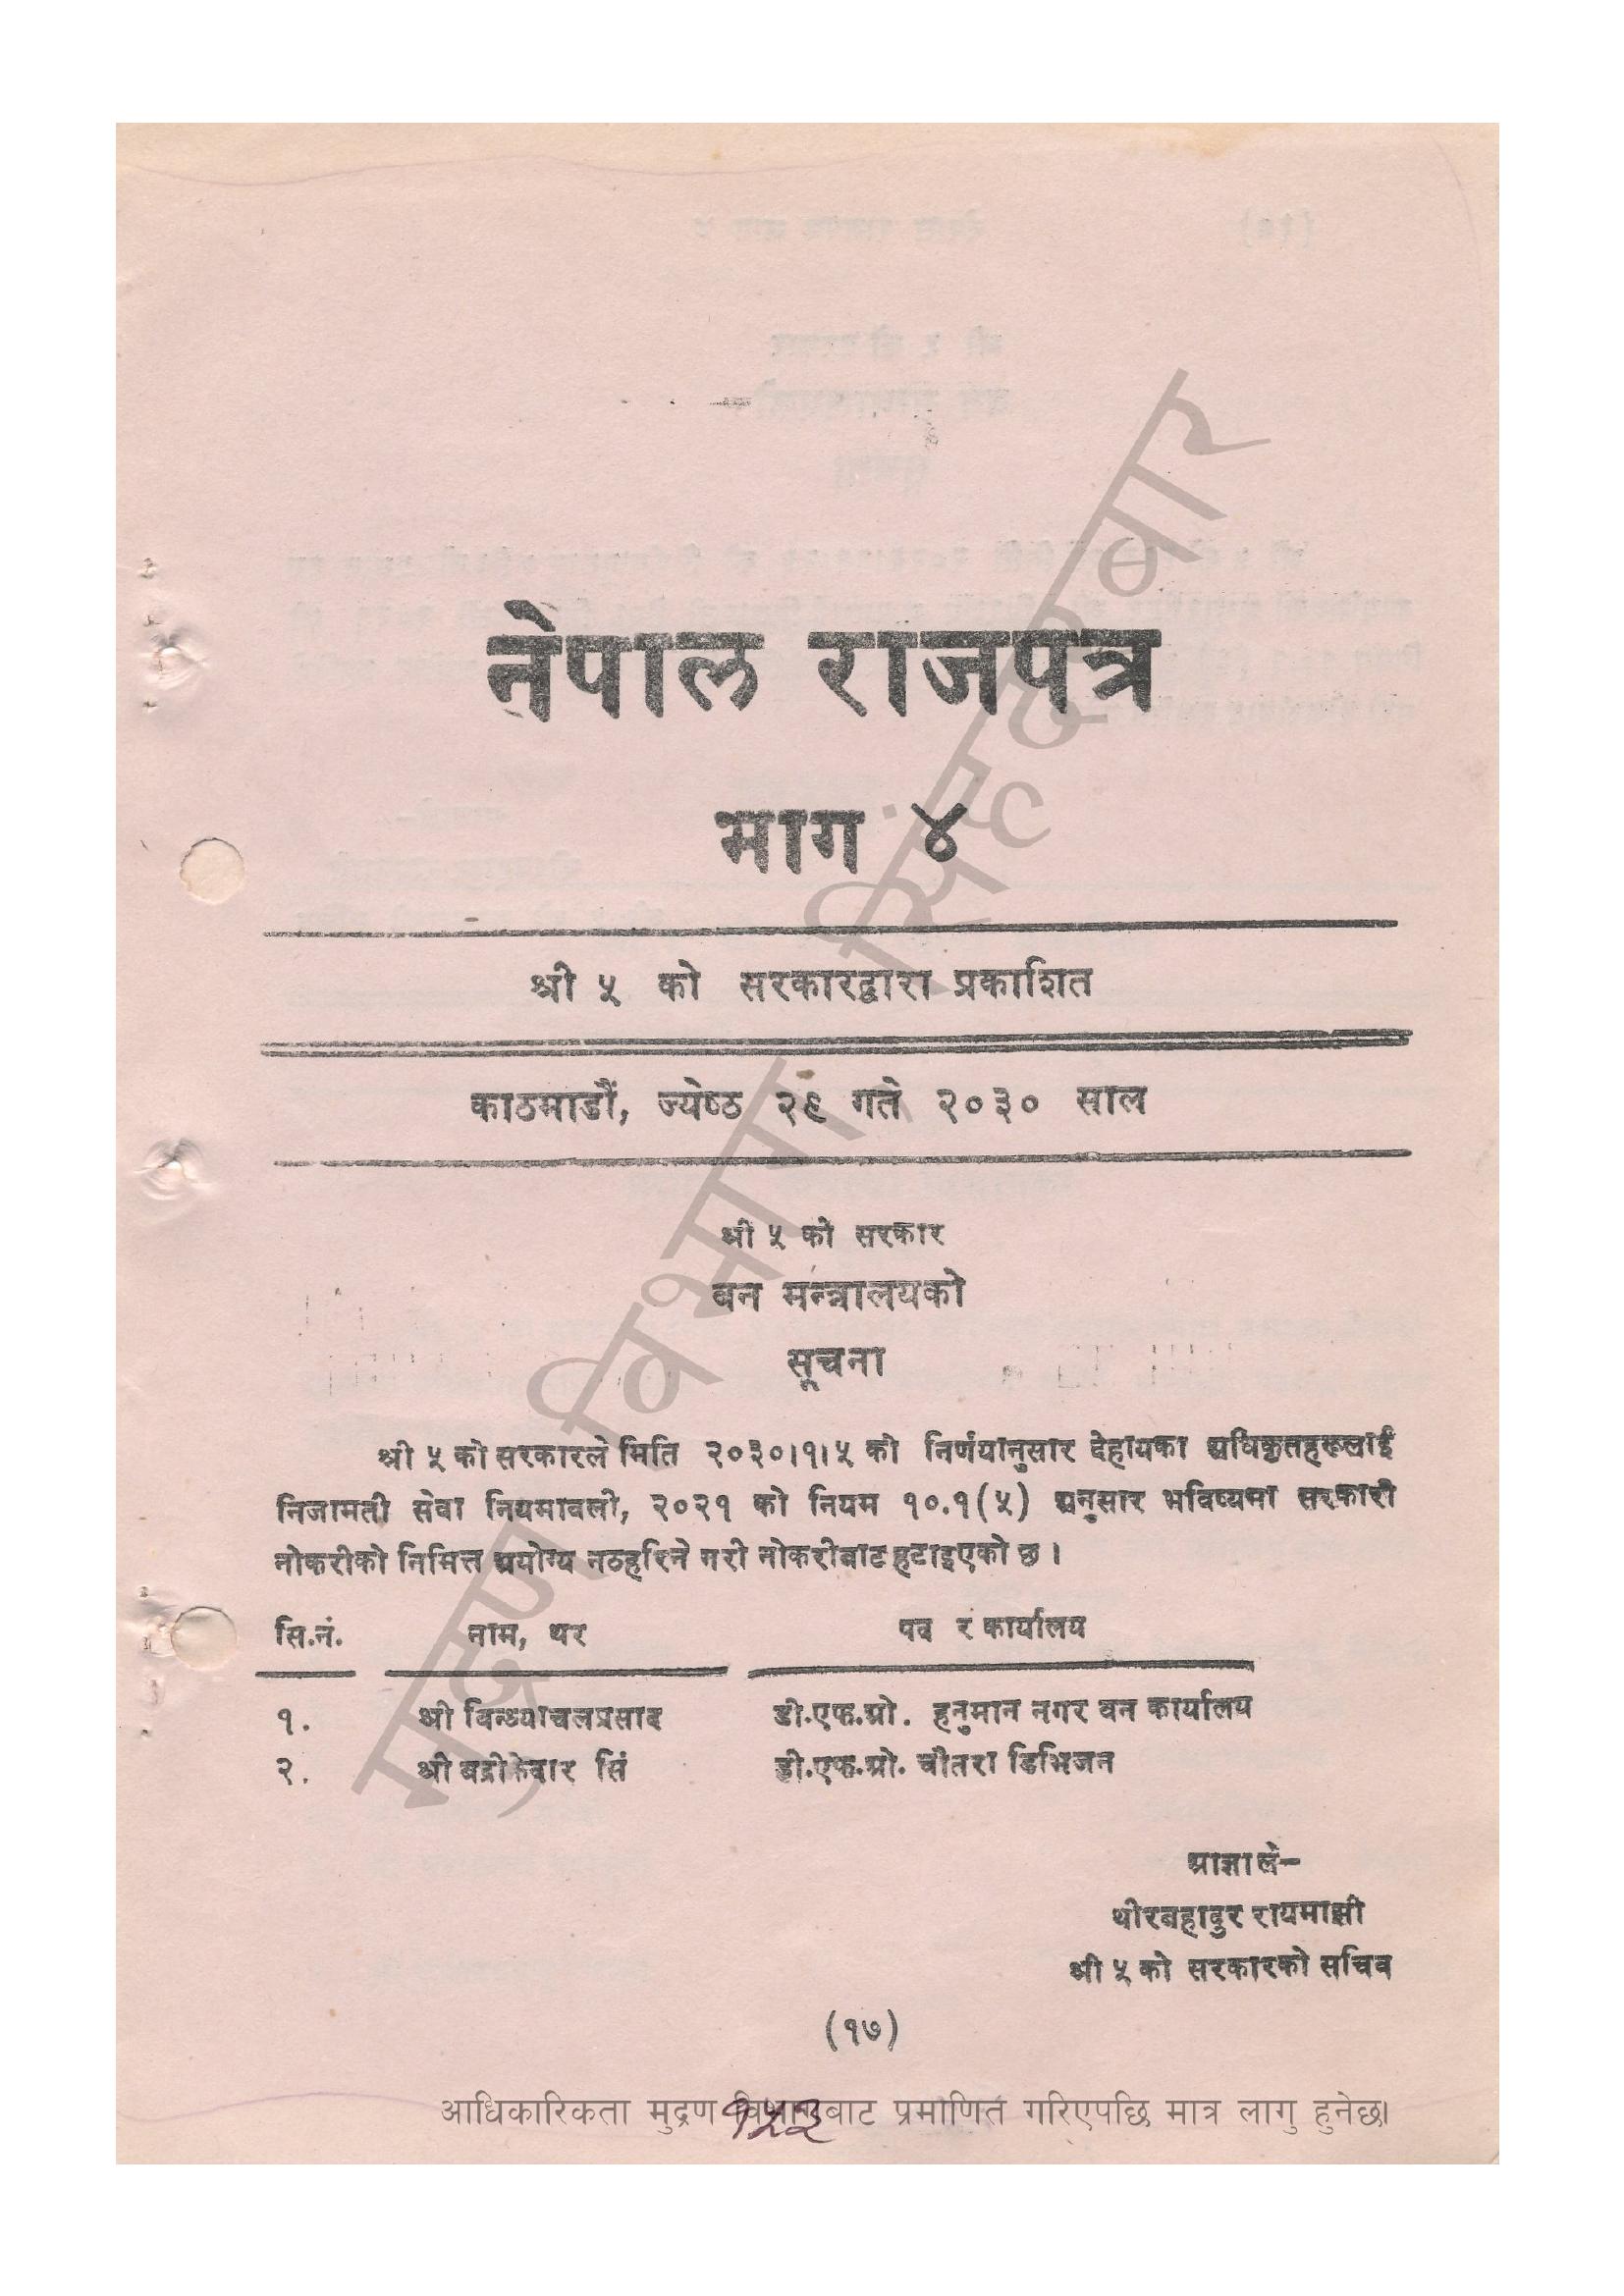 नेपाल राजपत्र
भाग ४
श्री ५ को सरकारद्वारा प्रकाशित
काठमाडौं, ज्येष्ठ २९ गते २०३० साल
श्री ५ को सरकार
वन मन्त्रालयको
सूचना
श्री ५ को सरकारले मिति २०३०।१।५ को निर्णयानुसार देहायका अधिकृतहरूलाई
निजामती सेवा नियमावली, २०२१ को नियम १०.१(५) अनुसार भविष्यमा सरकारी
नोकरीको निमित्त अयोग्य नठहरिने गरी नोकरीबाट हटाइएको छ ।
सि.नं. नाम, थर पद र कार्यालय
१. श्री विन्ध्याचलप्रसाद डी.एफ.ओ. हनुमान नगर वन कार्यालय
२. श्री बद्रीकेदार सिं डी.एफ.ओ. चौतरा डिभिजन
आज्ञाले–
थीरबहादुर रायमाझी
श्री ५ को सरकारको सचिव
(१७)
आधिकारिकता मुद्रण विभागबाट प्रमाणित गरिएपछि मात्र लागु हुनेछ।
मुद्रण विभाग, सिंहदरबार